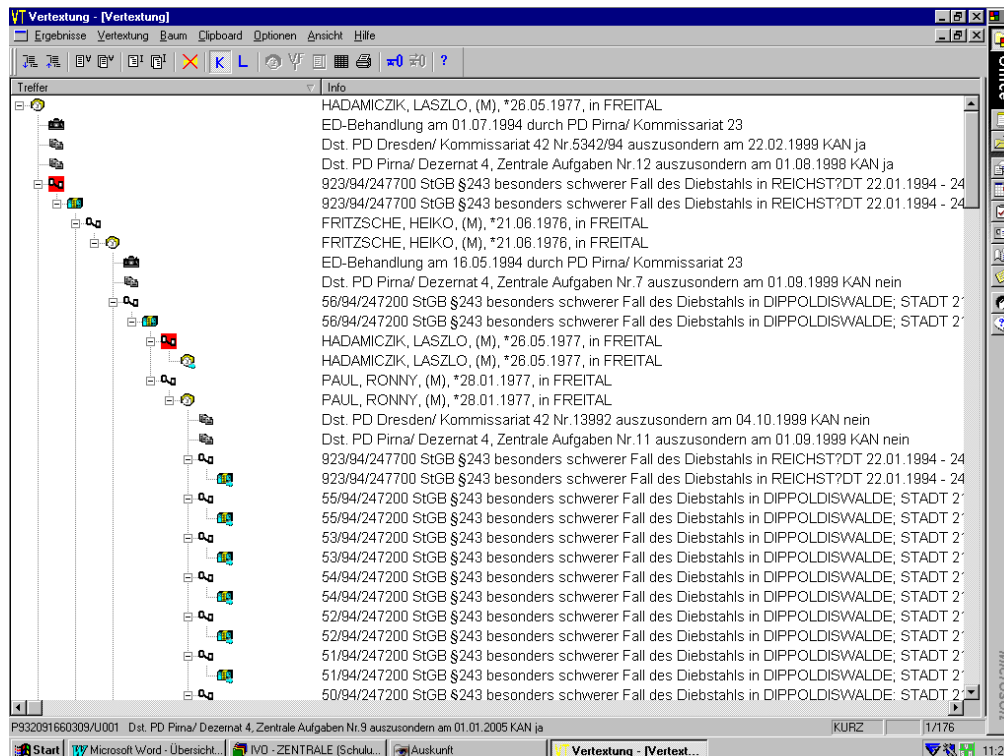 Vertextung - [Vertextung]
Ergebnisse Vertextung Baum Clipboard Optionen Ansicht Hilfe
K L ?
Treffer Info
HADAMICZIK, LASZLO, (M), *26.05.1977, in FREITAL
ED-Behandlung am 01.07.1994 durch PD Pirna/ Kommissariat 23
Dst. PD Dresden/ Kommissariat 42 Nr.5342/94 auszusondern am 22.02.1999 KAN ja
Dst. PD Pirna/ Dezernat 4, Zentrale Aufgaben Nr.12 auszusondern am 01.08.1998 KAN ja
923/94/247700 StGB §243 besonders schwerer Fall des Diebstahls in REICHST?DT 22.01.1994 - 24
923/94/247700 StGB §243 besonders schwerer Fall des Diebstahls in REICHST?DT 22.01.1994 - 24
FRITZSCHE, HEIKO, (M), *21.06.1976, in FREITAL
FRITZSCHE, HEIKO, (M), *21.06.1976, in FREITAL
ED-Behandlung am 16.05.1994 durch PD Pirna/ Kommissariat 23
Dst. PD Pirna/ Dezernat 4, Zentrale Aufgaben Nr.7 auszusondern am 01.09.1999 KAN nein
56/94/247200 StGB §243 besonders schwerer Fall des Diebstahls in DIPPOLDISWALDE; STADT 21
56/94/247200 StGB §243 besonders schwerer Fall des Diebstahls in DIPPOLDISWALDE; STADT 21
HADAMICZIK, LASZLO, (M), *26.05.1977, in FREITAL
HADAMICZIK, LASZLO, (M), *26.05.1977, in FREITAL
PAUL, RONNY, (M), *28.01.1977, in FREITAL
PAUL, RONNY, (M), *28.01.1977, in FREITAL
Dst. PD Dresden/ Kommissariat 42 Nr.13992 auszusondern am 04.10.1999 KAN nein
Dst. PD Pirna/ Dezernat 4, Zentrale Aufgaben Nr.11 auszusondern am 01.09.1999 KAN nein
923/94/247700 StGB §243 besonders schwerer Fall des Diebstahls in REICHST?DT 22.01.1994 - 24
923/94/247700 StGB §243 besonders schwerer Fall des Diebstahls in REICHST?DT 22.01.1994 - 24
55/94/247200 StGB §243 besonders schwerer Fall des Diebstahls in DIPPOLDISWALDE; STADT 21
55/94/247200 StGB §243 besonders schwerer Fall des Diebstahls in DIPPOLDISWALDE; STADT 21
53/94/247200 StGB §243 besonders schwerer Fall des Diebstahls in DIPPOLDISWALDE; STADT 21
53/94/247200 StGB §243 besonders schwerer Fall des Diebstahls in DIPPOLDISWALDE; STADT 21
54/94/247200 StGB §243 besonders schwerer Fall des Diebstahls in DIPPOLDISWALDE; STADT 21
54/94/247200 StGB §243 besonders schwerer Fall des Diebstahls in DIPPOLDISWALDE; STADT 21
52/94/247200 StGB §243 besonders schwerer Fall des Diebstahls in DIPPOLDISWALDE; STADT 21
52/94/247200 StGB §243 besonders schwerer Fall des Diebstahls in DIPPOLDISWALDE; STADT 21
51/94/247200 StGB §243 besonders schwerer Fall des Diebstahls in DIPPOLDISWALDE; STADT 21
51/94/247200 StGB §243 besonders schwerer Fall des Diebstahls in DIPPOLDISWALDE; STADT 21
50/94/247200 StGB §243 besonders schwerer Fall des Diebstahls in DIPPOLDISWALDE; STADT 21
P932091660309/U001 Dst. PD Pirna/ Dezernat 4, Zentrale Aufgaben Nr.9 auszusondern am 01.01.2005 KAN ja KURZ 1/176
Start Microsoft Word - Übersicht... IVO - ZENTRALE (Schulu... Auskunft Vertextung - [Vertext...
Office
Microsoft